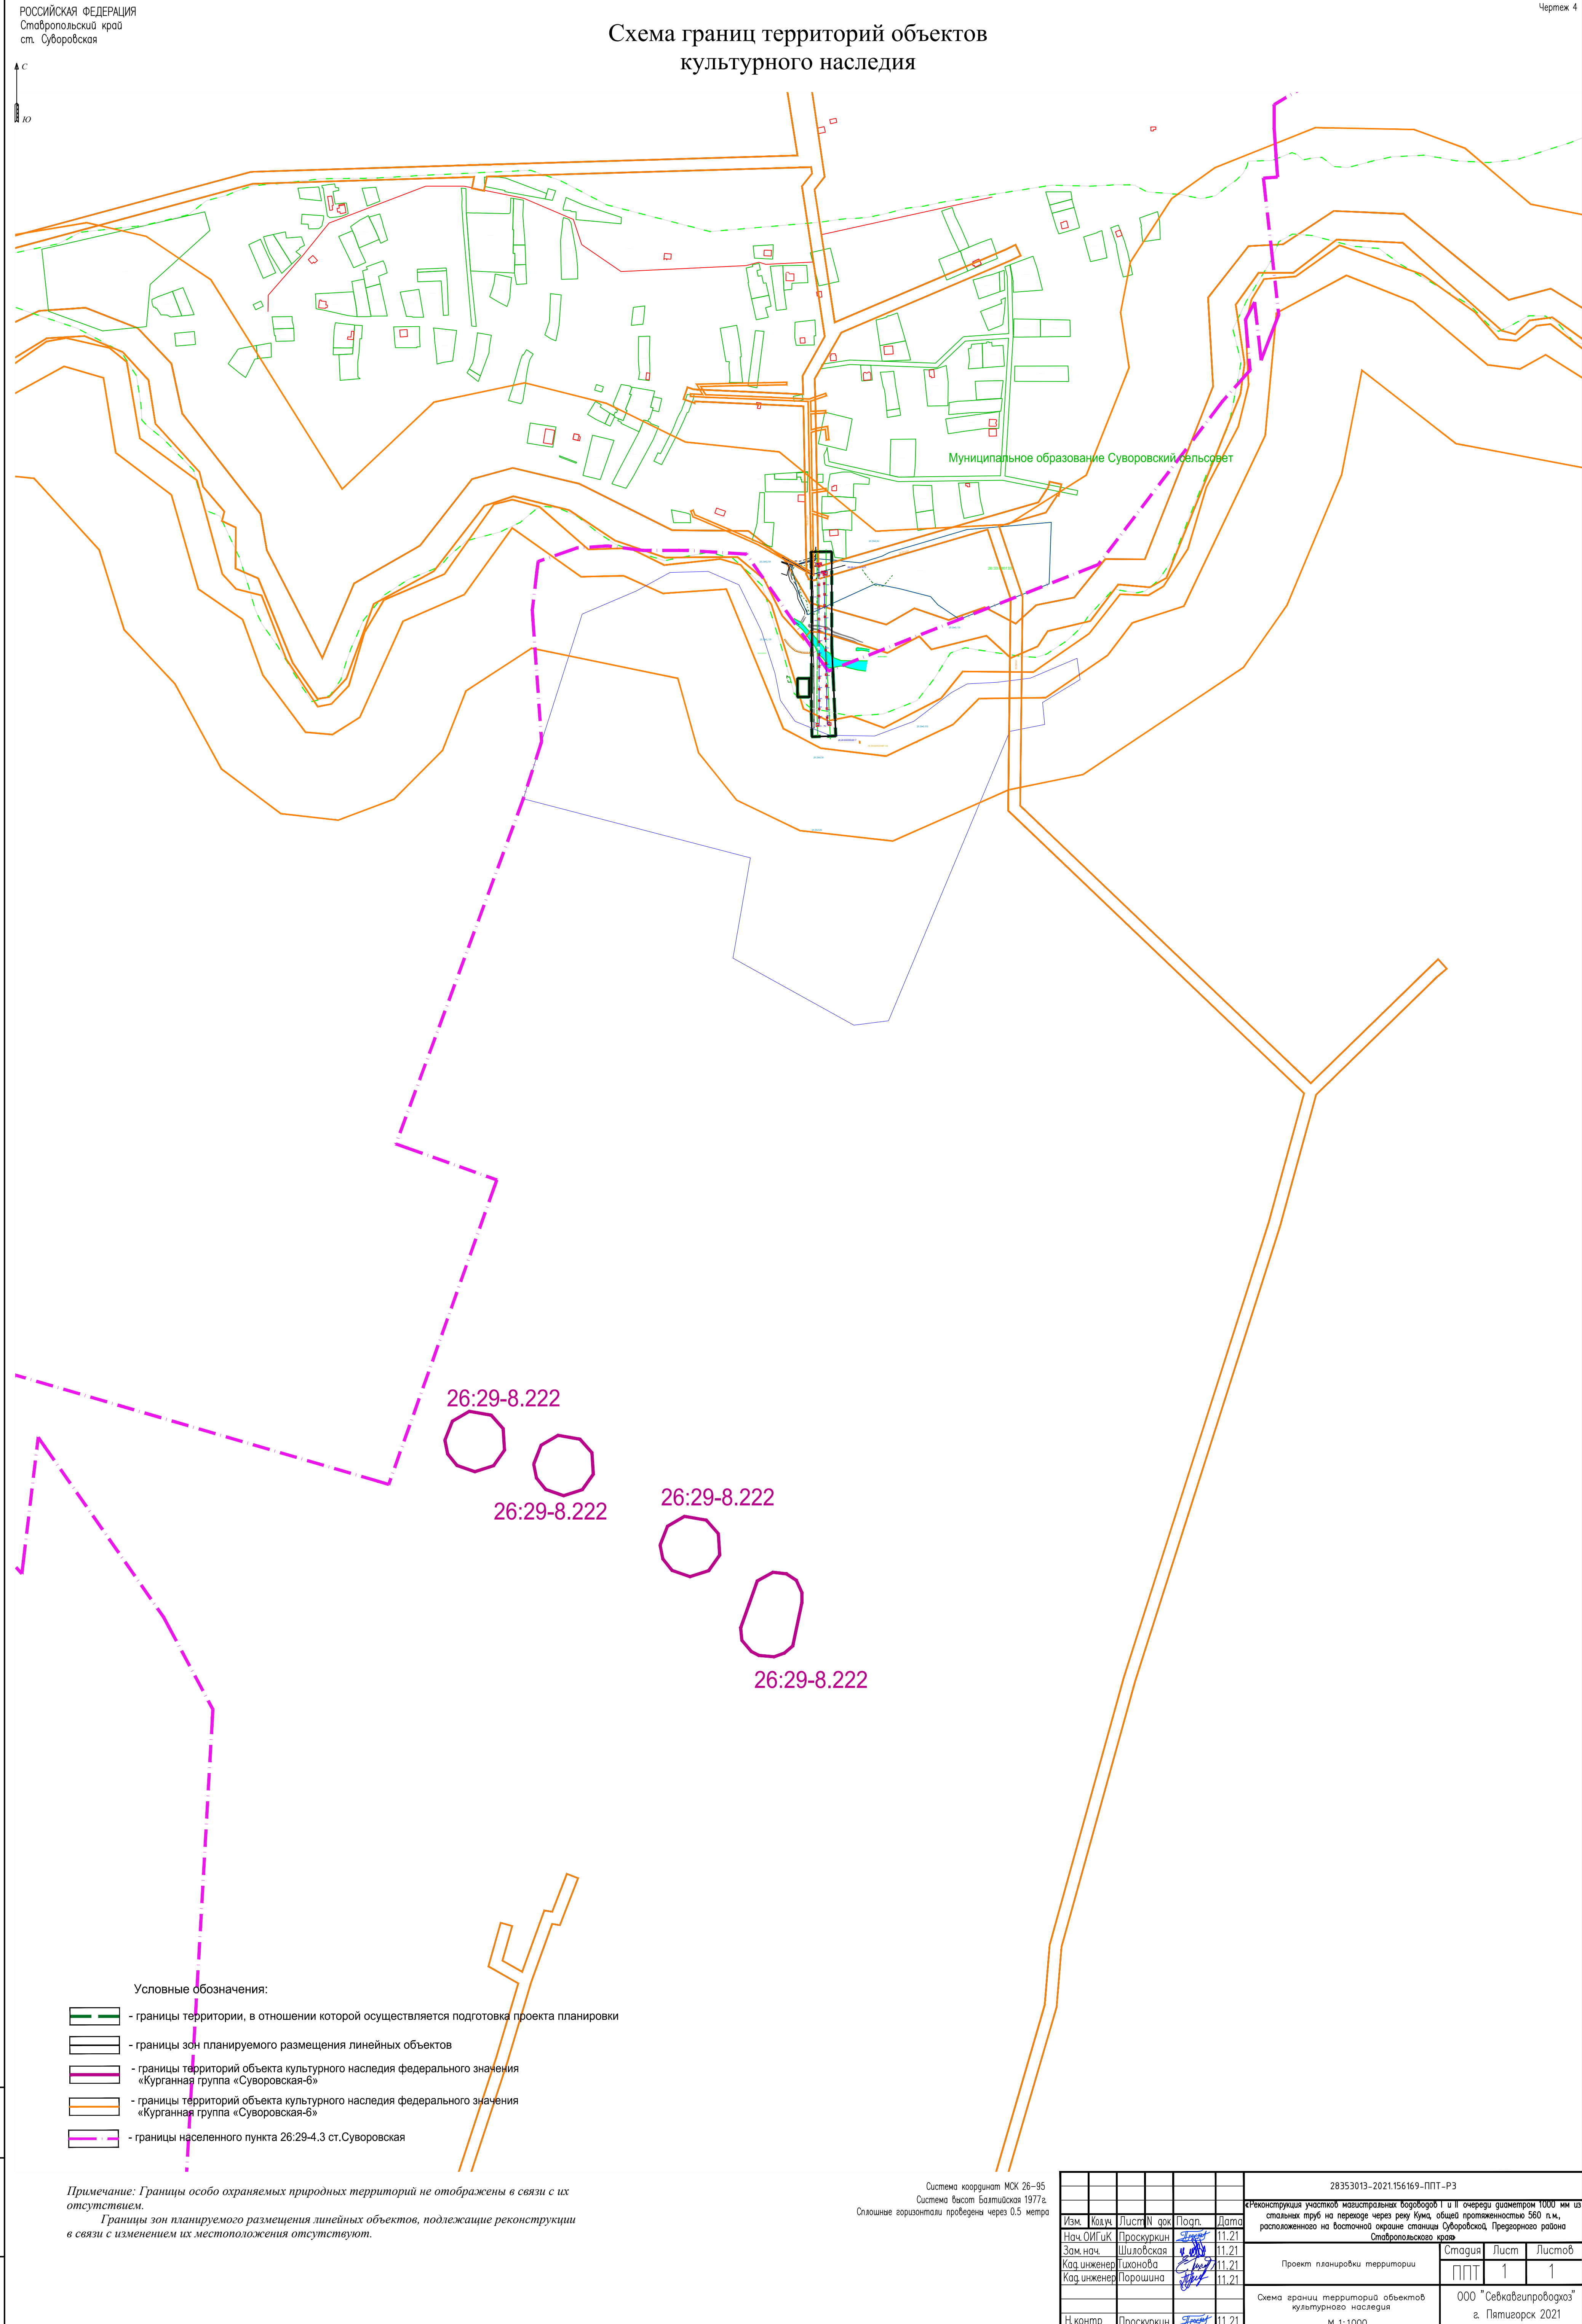 РОССИЙСКАЯ ФЕДЕРАЦИЯ
Ставропольский край
ст. Суворовская
Чертеж 4
Схема границ территорий объектов
культурного наследия
С
Ю
Муниципальное образование Суворовский сельсовет
26:29-8.222
26:29-8.222
26:29-8.222
26:29-8.222
Условные обозначения:
- границы территории, в отношении которой осуществляется подготовка проекта планировки
- границы зон планируемого размещения линейных объектов
- границы территорий объекта культурного наследия федерального значения
«Курганная группа «Суворовская-6»
- границы территорий объекта культурного наследия федерального значения
«Курганная группа «Суворовская-6»
- границы населенного пункта 26:29-4.3 ст.Суворовская
Примечание: Границы особо охраняемых природных территорий не отображены в связи с их
отсутствием.
Границы зон планируемого размещения линейных объектов, подлежащие реконструкции
в связи с изменением их местоположения отсутствуют.
Система координат МСК 26-95
Система высот Балтийская 1977г.
Сплошные горизонтали проведены через 0.5 метра
28353013-2021.156169-ППТ-РЗ
«Реконструкция участков магистральных водоводов I и II очереди диаметром 1000 мм из
стальных труб на переходе через реку Кума, общей протяженностью 560 п.м.,
расположенного на восточной окраине станицы Суворовской, Предгорного района
Ставропольского края»
Изм. Кол.уч. Лист N док Подп. Дата
Нач. ОИГиК Проскуркин 11.21
Зам. нач. Шиловская 11.21
Кад. инженер Тихонова 11.21
Кад. инженер Порошина 11.21
Н.контр Проскуркин 11.21
Проект планировки территории
Стадия Лист Листов
ППТ 1 1
Схема границ территорий объектов
культурного наследия
М 1:1000
ООО "Севкавгипроводхоз"
г. Пятигорск 2021